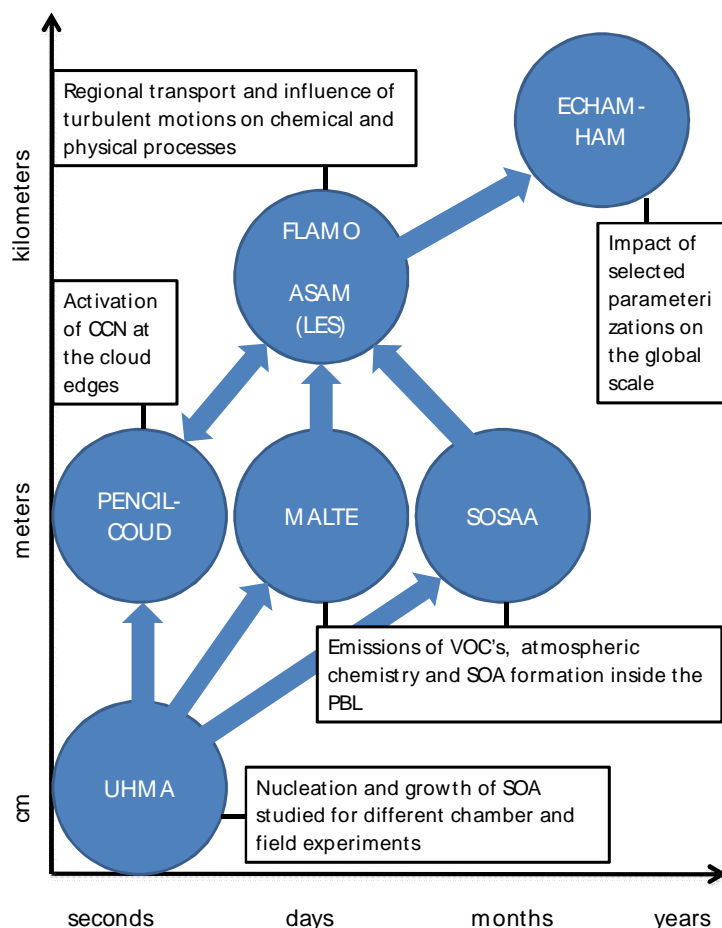 Regional transport and influence of
turbulent motions on chemical and
physical processes
ECHAM-
HAM
kilometers
FLAMO
ASAM
(LES)
Impact of
selected
parameteri
zations on
the global
scale
Activation
of CCN at
the cloud
edges
meters
PENCIL-
COUD
MALTE
SOSAA
Emissions of VOC's, atmospheric
chemistry and SOA formation inside the
PBL
cm
UHMA
Nucleation and growth of SOA
studied for different chamber and
field experiments
seconds
days
months
years